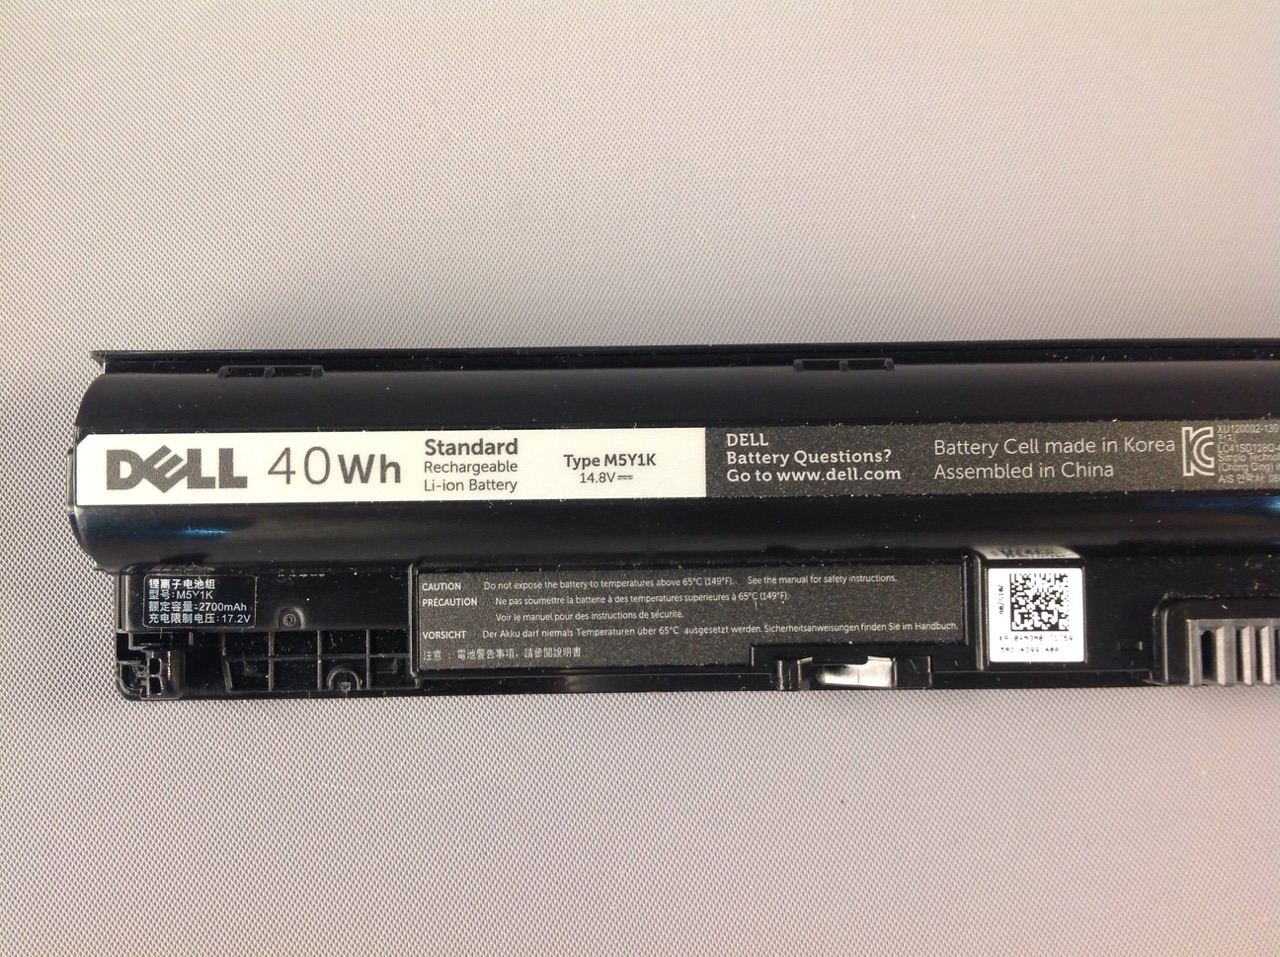 DELL
40Wh
Standard
Rechargeable
Li-ion Battery
Type M5Y1K
14.8V⎓
DELL
Battery Questions?
Go to www.dell.com
Battery Cell made in Korea
Assembled in China
锂离子电池组
型号:M5Y1K
额定容量:2700mAh
充电限制电压:17.2V
CAUTION Do not expose the battery to temperatures above 65°C (149°F). See the manual for safety instructions.
PRECAUTION Ne pas soumettre la batterie à des temperatures superieures à 65°C (149°F).
Voir le manuel pour des instructions de sécurité.
VORSICHT Der Akku darf niemals Temperaturen über 65°C ausgesetzt werden. Sicherheitsanweisungen finden Sie im Handbuch.
注意:電池警告事項,請參閱說明書